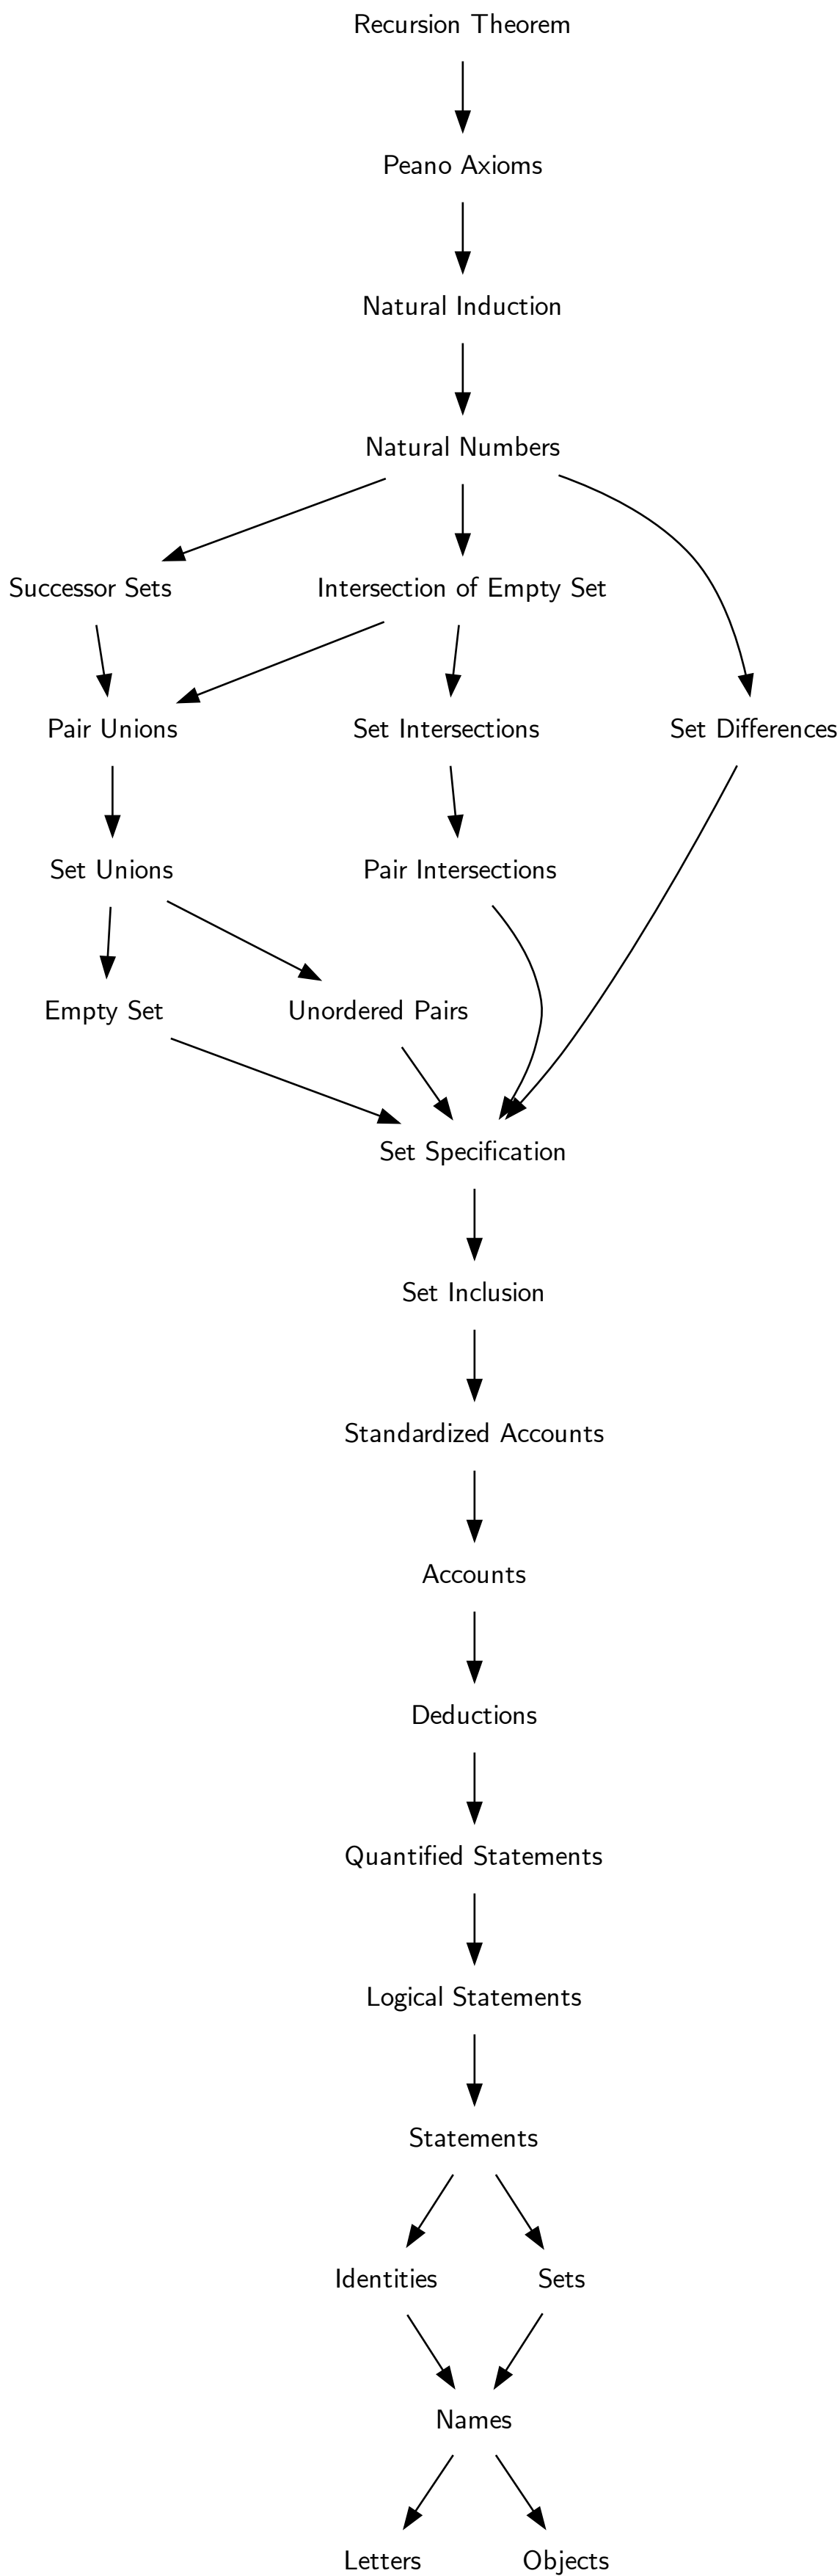 Recursion Theorem
Peano Axioms
Natural Induction
Natural Numbers
Successor Sets
Intersection of Empty Set
Pair Unions
Set Intersections
Set Differences
Set Unions
Pair Intersections
Empty Set
Unordered Pairs
Set Specification
Set Inclusion
Standardized Accounts
Accounts
Deductions
Quantified Statements
Logical Statements
Statements
Identities
Sets
Names
Letters
Objects